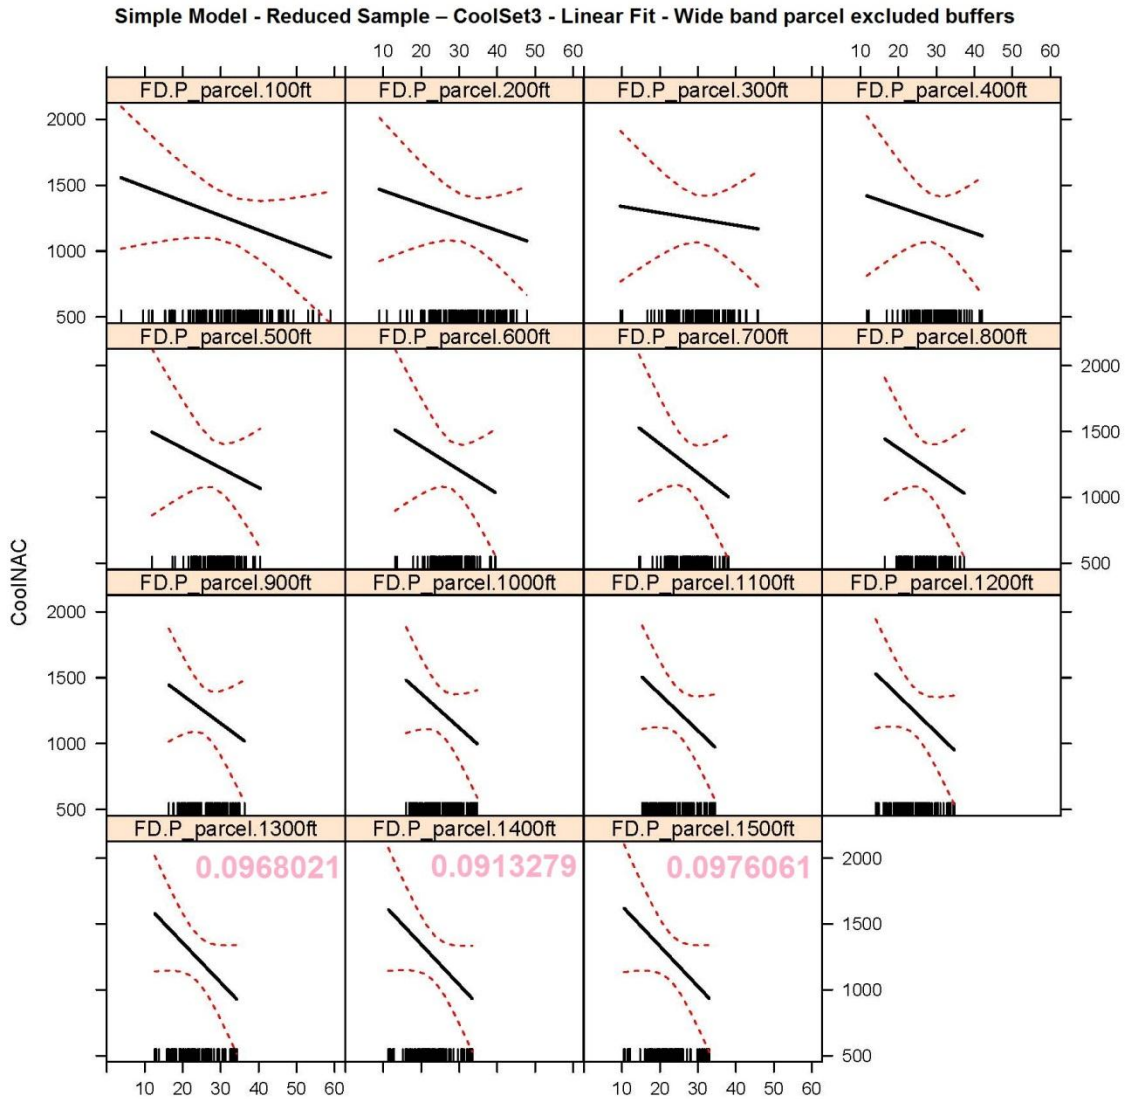 Simple Model - Reduced Sample – CoolSet3 - Linear Fit - Wide band parcel excluded buffers
10 20 30 40 50 60 10 20 30 40 50 60
FD.P_parcel.100ft FD.P_parcel.200ft FD.P_parcel.300ft FD.P_parcel.400ft
2000
1500
1000
500
FD.P_parcel.500ft FD.P_parcel.600ft FD.P_parcel.700ft FD.P_parcel.800ft
2000
1500
1000
500
CoolNAC
FD.P_parcel.900ft FD.P_parcel.1000ft FD.P_parcel.1100ft FD.P_parcel.1200ft
2000
1500
1000
500
FD.P_parcel.1300ft FD.P_parcel.1400ft FD.P_parcel.1500ft
0.0968021 0.0913279 0.0976061
2000
1500
1000
500
10 20 30 40 50 60 10 20 30 40 50 60